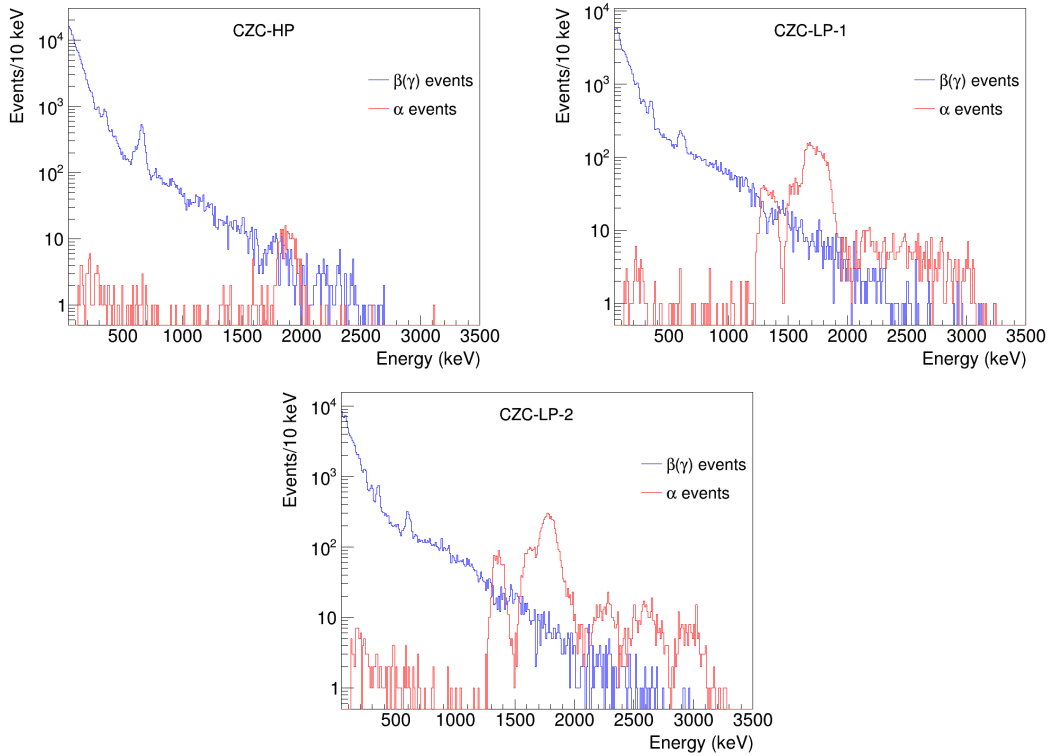 CZC-HP
Events/10 keV
10⁴
10³
10²
10
1
β(γ) events
α events
500 1000 1500 2000 2500 3000 3500
Energy (keV)
CZC-LP-1
Events/10 keV
10⁴
10³
10²
10
1
β(γ) events
α events
500 1000 1500 2000 2500 3000 3500
Energy (keV)
CZC-LP-2
Events/10 keV
10⁴
10³
10²
10
1
β(γ) events
α events
500 1000 1500 2000 2500 3000 3500
Energy (keV)